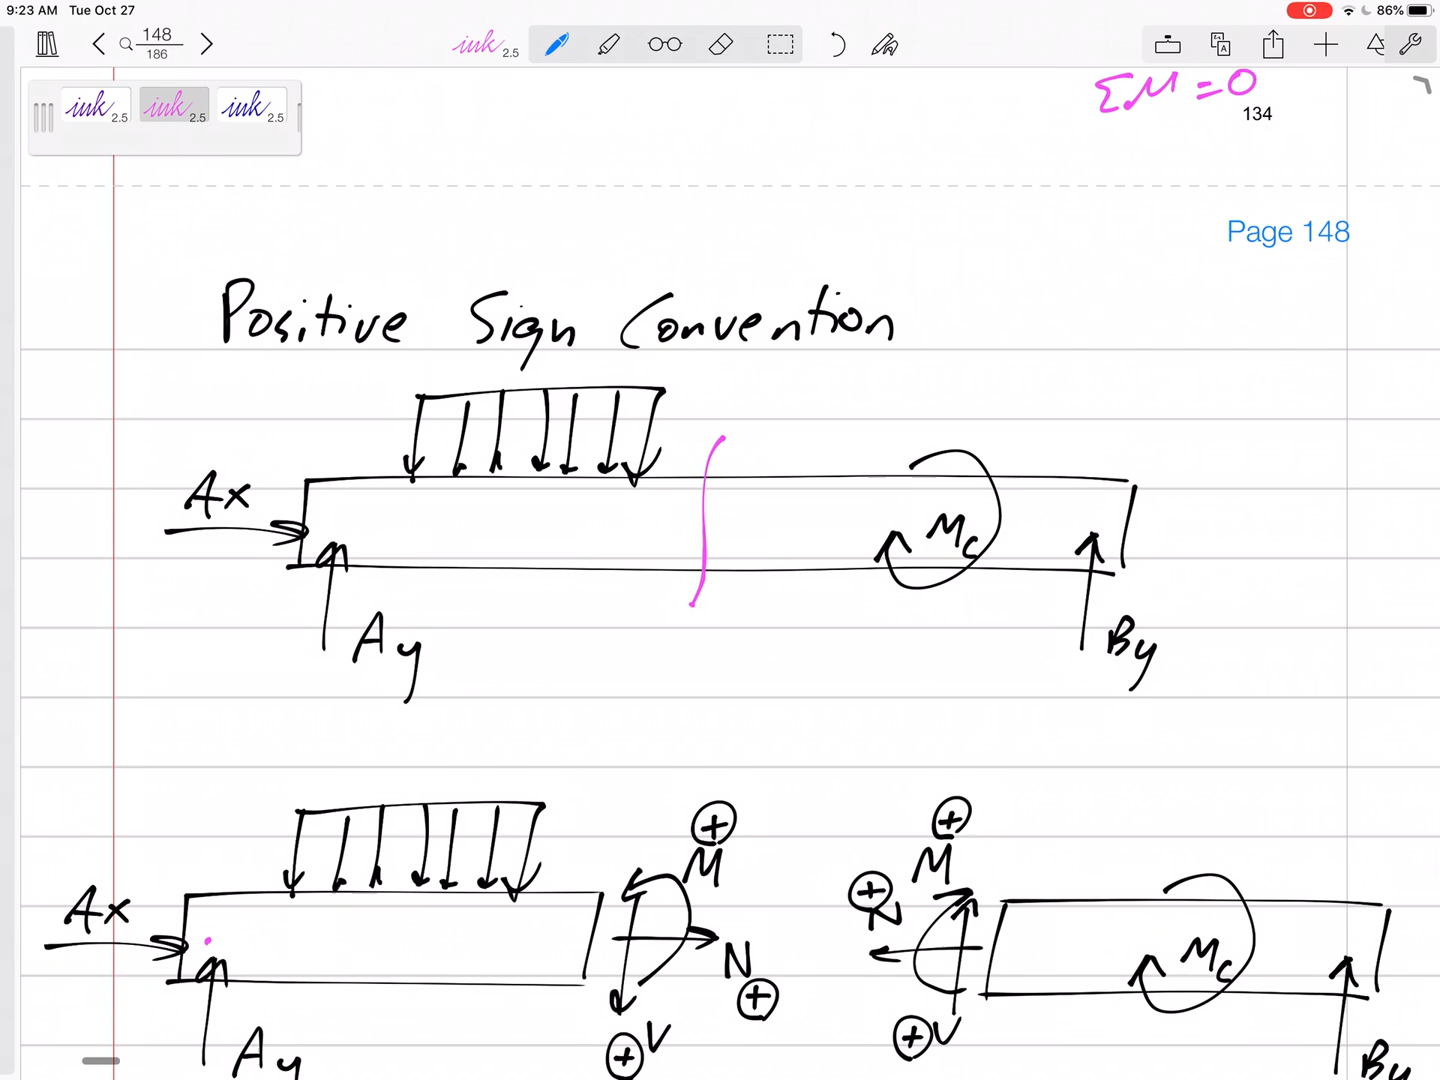 9:23 AM Tue Oct 27
86%
148
186
ink 2.5
ink 2.5 ink 2.5 ink 2.5
ΣM = 0
134
Page 148
Positive Sign Convention
Ax
Mc
Ay
By
+ M
+ M
Ax
+ N
Mc
N +
+ V
+ V
Ay
By